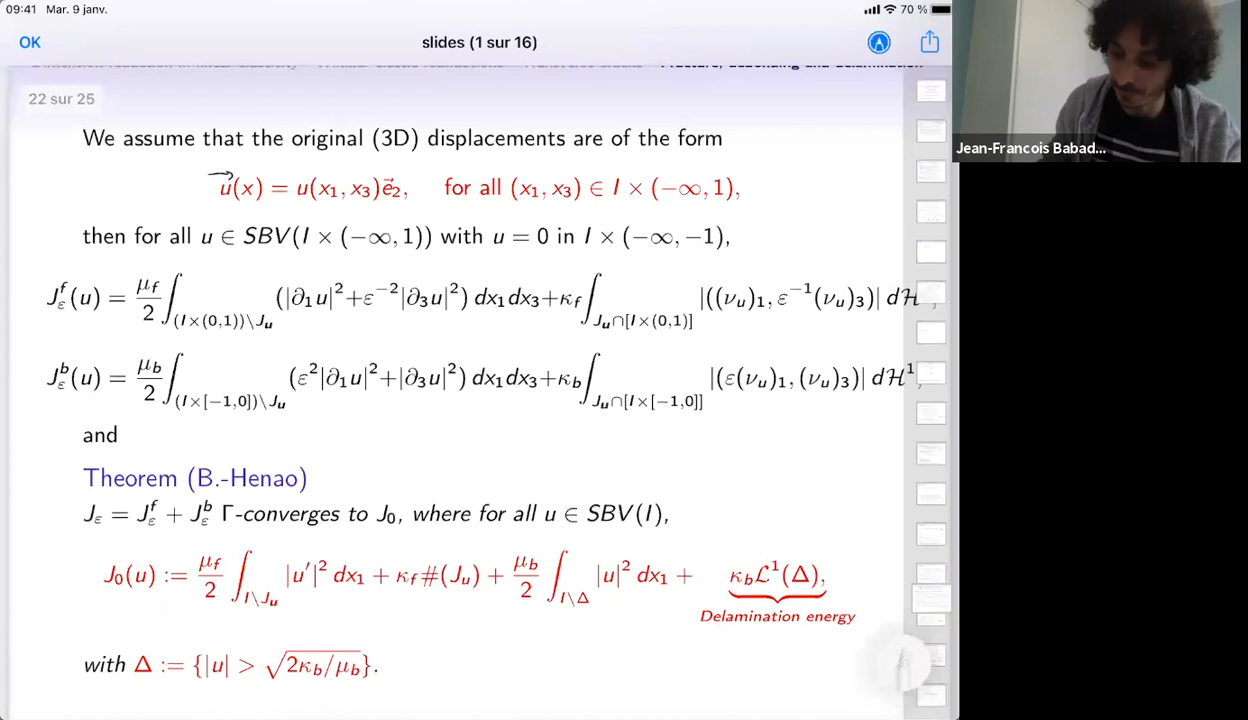 09:41 Mar. 9 janv. 70 %
OK slides (1 sur 16)
22 sur 25
Jean-Francois Babad...
We assume that the original (3D) displacements are of the form
u⃗(x) = u(x₁, x₃)e⃗₂, for all (x₁, x₃) ∈ I × (−∞, 1),
then for all u ∈ SBV(I × (−∞, 1)) with u = 0 in I × (−∞, −1),
J_ε^f(u) = μ_f/2 ∫_{(I×(0,1))\J_u} (|∂₁u|²+ε⁻²|∂₃u|²) dx₁dx₃+κ_f ∫_{J_u∩[I×(0,1)]} |((ν_u)₁, ε⁻¹(ν_u)₃)| dℋ
J_ε^b(u) = μ_b/2 ∫_{(I×[−1,0])\J_u} (ε²|∂₁u|²+|∂₃u|²) dx₁dx₃+κ_b ∫_{J_u∩[I×[−1,0]]} |(ε(ν_u)₁, (ν_u)₃)| dℋ¹,
and
Theorem (B.-Henao)
J_ε = J_ε^f + J_ε^b Γ-converges to J₀, where for all u ∈ SBV(I),
J₀(u) := μ_f/2 ∫_{I\J_u} |u′|² dx₁ + κ_f#(J_u) + μ_b/2 ∫_{I\Δ} |u|² dx₁ + κ_bℒ¹(Δ),
Delamination energy
with Δ := {|u| > √(2κ_b/μ_b)}.